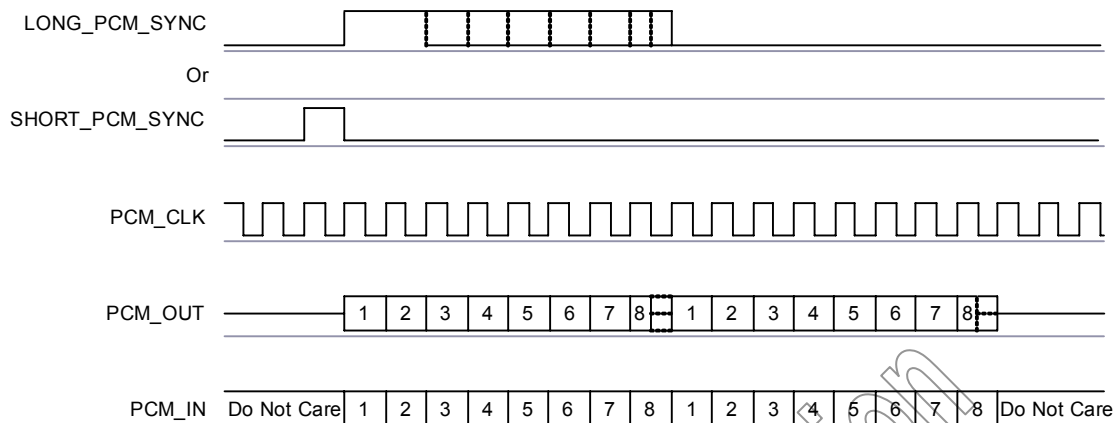 LONG_PCM_SYNC
Or
SHORT_PCM_SYNC
PCM_CLK
PCM_OUT 1 2 3 4 5 6 7 8 1 2 3 4 5 6 7 8
PCM_IN Do Not Care 1 2 3 4 5 6 7 8 1 2 3 4 5 6 7 8 Do Not Care